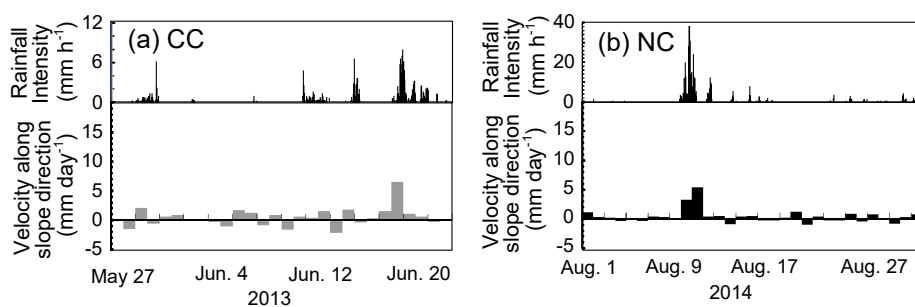 (a) CC
Rainfall
Intensity
(mm h⁻¹)
12
6
0
Velocity along
slope direction
(mm day⁻¹)
15
10
5
0
-5
May 27
Jun. 4
Jun. 12
Jun. 20
2013
(b) NC
Rainfall
Intensity
(mm h⁻¹)
40
20
0
Velocity along
slope direction
(mm day⁻¹)
15
10
5
0
-5
Aug. 1
Aug. 9
Aug. 17
Aug. 27
2014